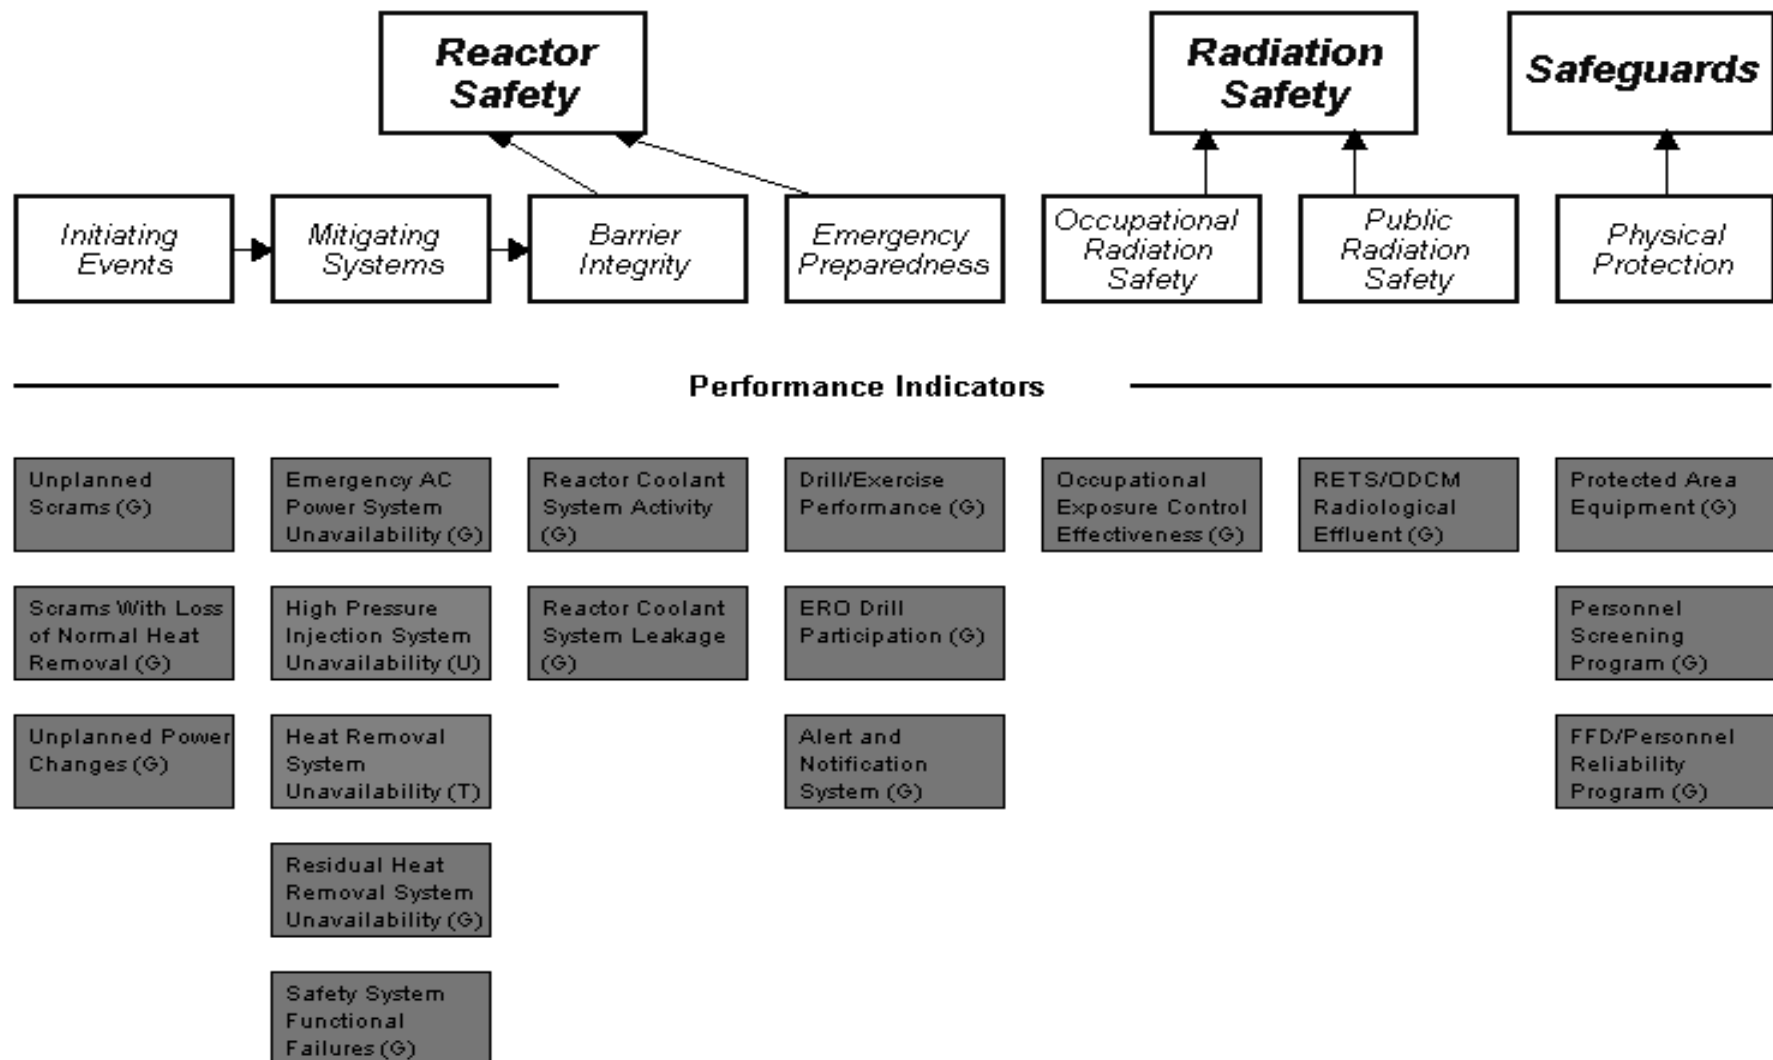 Reactor
Safety
Radiation
Safety
Safeguards
Initiating
Events
Mitigating
Systems
Barrier
Integrity
Emergency
Preparedness
Occupational
Radiation
Safety
Public
Radiation
Safety
Physical
Protection
Performance Indicators
Unplanned
Scrams (G)
Emergency AC
Power System
Unavailability (G)
Reactor Coolant
System Activity
(G)
Drill/Exercise
Performance (G)
Occupational
Exposure Control
Effectiveness (G)
RETS/ODCM
Radiological
Effluent (G)
Protected Area
Equipment (G)
Scrams With Loss
of Normal Heat
Removal (G)
High Pressure
Injection System
Unavailability (U)
Reactor Coolant
System Leakage
(G)
ERO Drill
Participation (G)
Personnel
Screening
Program (G)
Unplanned Power
Changes (G)
Heat Removal
System
Unavailability (T)
Alert and
Notification
System (G)
FFD/Personnel
Reliability
Program (G)
Residual Heat
Removal System
Unavailability (G)
Safety System
Functional
Failures (G)